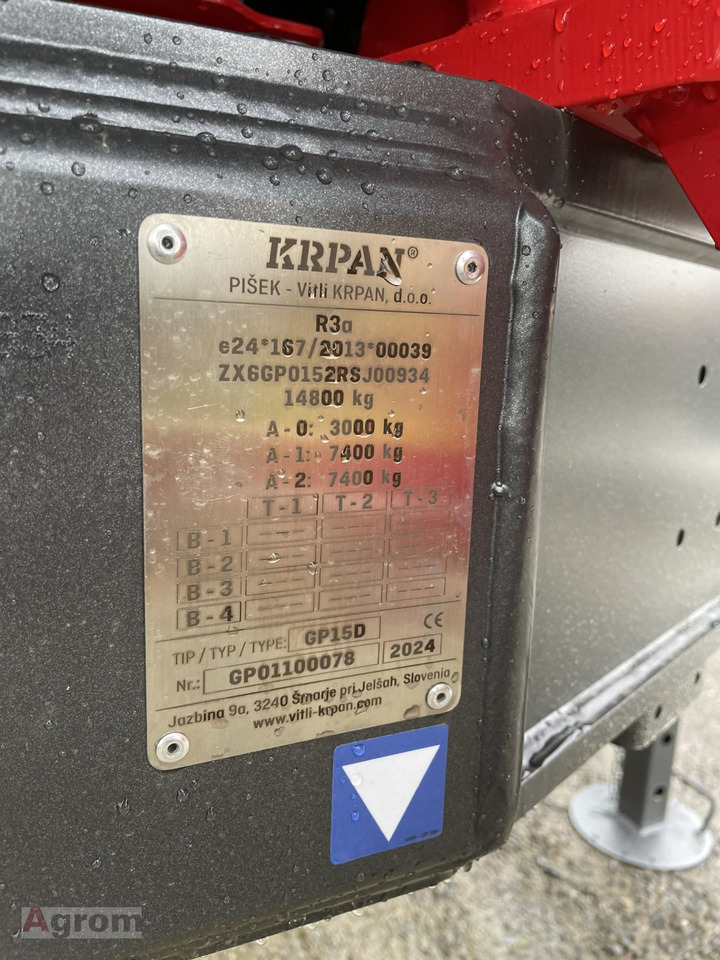 KRPAN®
PIŠEK - Vitli KRPAN, d.o.o.
R3a
e24*167/2013*00039
ZX6GP0152RSJ00934
14800 kg
A - 0: 3000 kg
A - 1: 7400 kg
A - 2: 7400 kg
T - 1 T - 2 T - 3
B - 1
B - 2
B - 3
B - 4
CE
TIP / TYP / TYPE: GP15D
Nr.: GP01100078 2024
Jazbina 9a, 3240 Šmarje pri Jelšah, Slovenia
www.vitli-krpan.com
Agrom